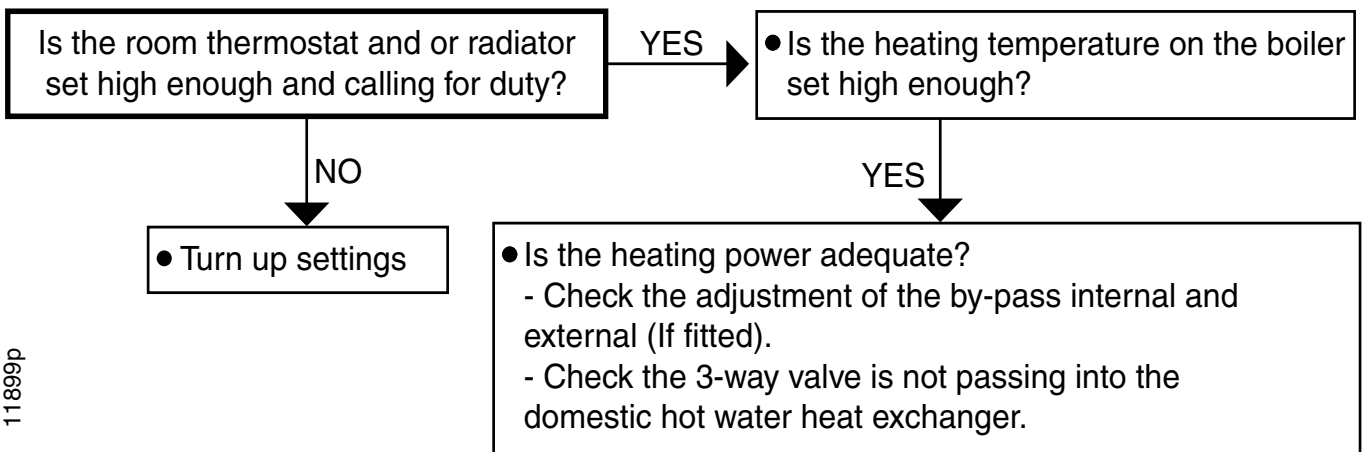 Is the room thermostat and or radiator
set high enough and calling for duty?
YES
● Is the heating temperature on the boiler
set high enough?
NO
YES
● Turn up settings
● Is the heating power adequate?
- Check the adjustment of the by-pass internal and
external (If fitted).
- Check the 3-way valve is not passing into the
domestic hot water heat exchanger.
11899p